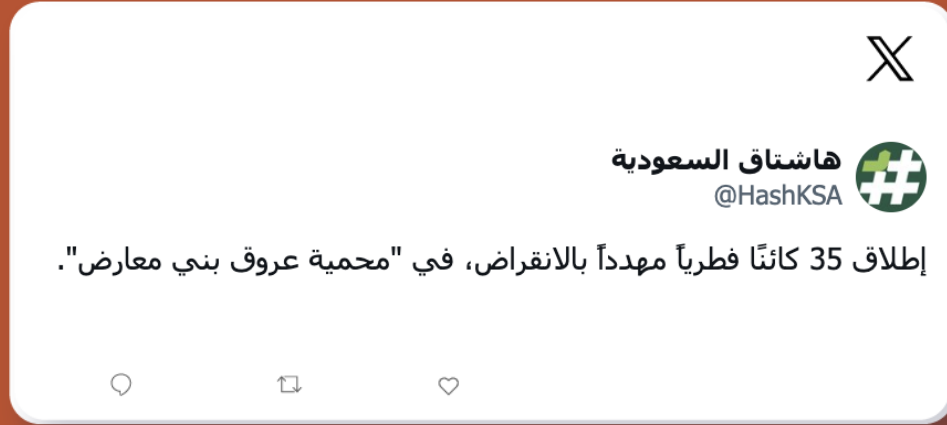 هاشتاق السعودية
@HashKSA
إطلاق 35 كائنًا فطرياً مهدداً بالانقراض، في "محمية عروق بني معارض".